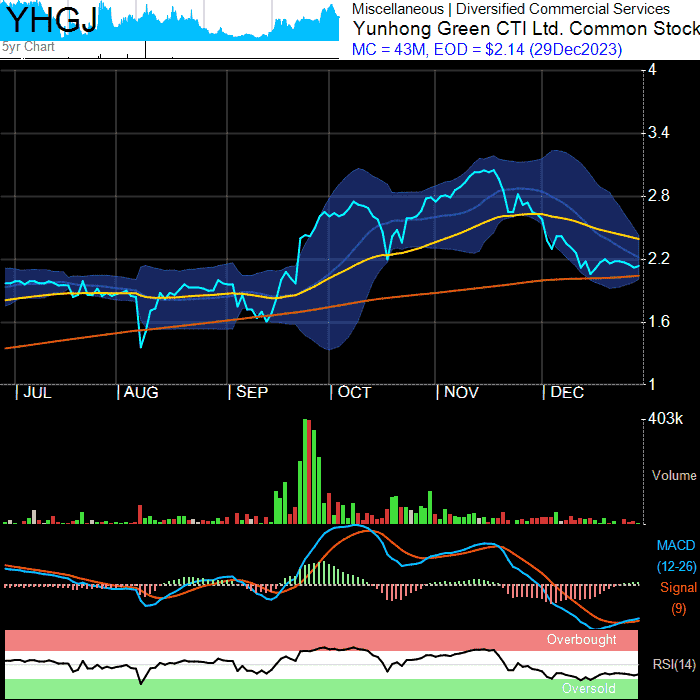 YHGJ
5yr Chart
Miscellaneous | Diversified Commercial Services
Yunhong Green CTI Ltd. Common Stock
MC = 43M, EOD = $2.14 (29Dec2023)
4
3.4
2.8
2.2
1.6
1
| JUL | AUG | SEP | OCT | NOV | DEC
403k
Volume
MACD
(12-26)
Signal
(9)
Overbought
RSI(14)
Oversold